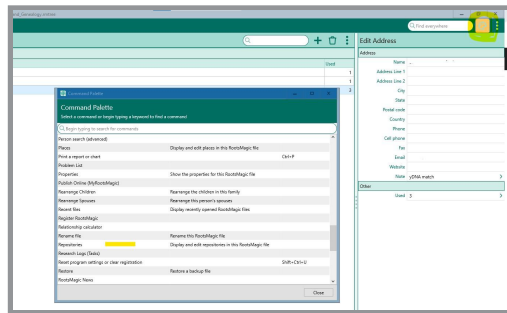 nd_Genealogy.rmtree
Find everywhere
Edit Address
Used
Address
1
Name
1
Address Line 1
3
Address Line 2
City
State
Postal code
Country
Phone
Cell phone
Fax
Email
Website
Note yDNA match
Other
Used 3
Command Palette
Command Palette
Select a command or begin typing a keyword to find a command
Begin typing to search for commands
Person search (advanced)
Places Display and edit places in this RootsMagic file
Print a report or chart Ctrl+P
Problem List
Properties Show the properties for this RootsMagic file
Publish Online (MyRootsMagic)
Rearrange Children Rearrange the children in this family
Rearrange Spouses Rearrange this person's spouses
Recent files Display recently opened RootsMagic files
Register RootsMagic
Relationship calculator
Rename file Rename this RootsMagic file
Repositories Display and edit repositories in this RootsMagic file
Research Logs (Tasks)
Reset program settings or clear registration Shift+Ctrl+U
Restore Restore a backup file
RootsMagic News
Close